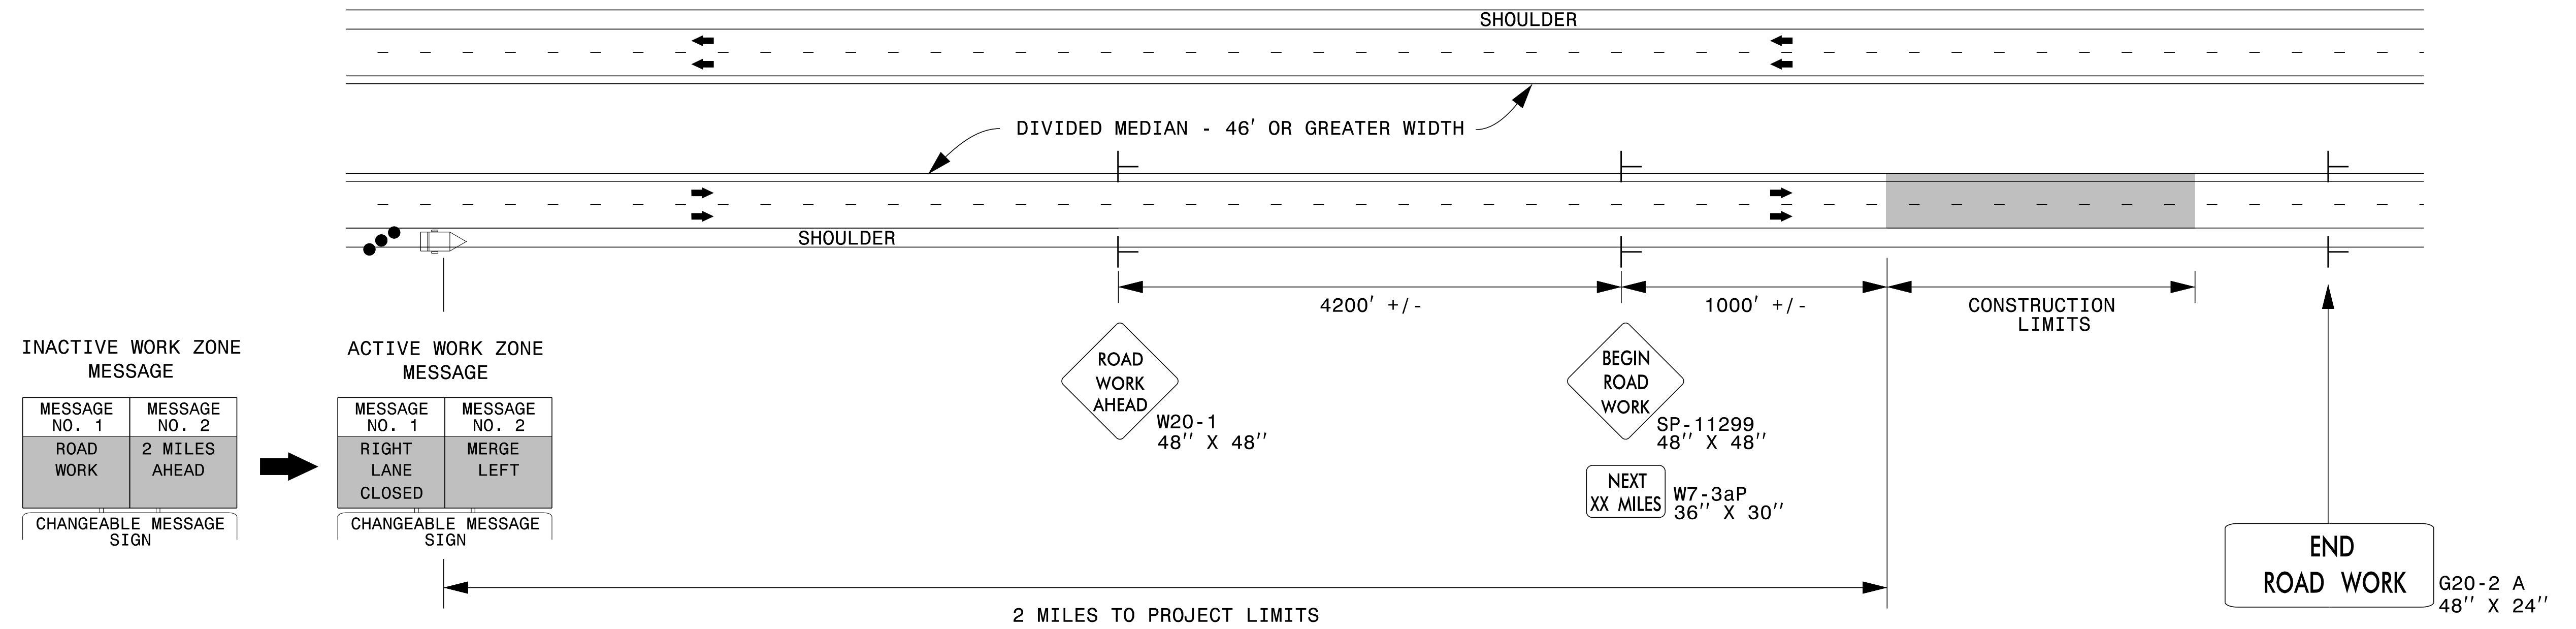 SHOULDER
DIVIDED MEDIAN - 46' OR GREATER WIDTH
SHOULDER
4200' +/-
1000' +/-
CONSTRUCTION
LIMITS
INACTIVE WORK ZONE
MESSAGE
MESSAGE
NO. 1
MESSAGE
NO. 2
ROAD
WORK
2 MILES
AHEAD
CHANGEABLE MESSAGE
SIGN
ACTIVE WORK ZONE
MESSAGE
MESSAGE
NO. 1
MESSAGE
NO. 2
RIGHT
LANE
CLOSED
MERGE
LEFT
CHANGEABLE MESSAGE
SIGN
ROAD
WORK
AHEAD
W20-1
48'' X 48''
BEGIN
ROAD
WORK
SP-11299
48'' X 48''
NEXT
XX MILES
W7-3aP
36'' X 30''
END
ROAD WORK
G20-2 A
48'' X 24''
2 MILES TO PROJECT LIMITS